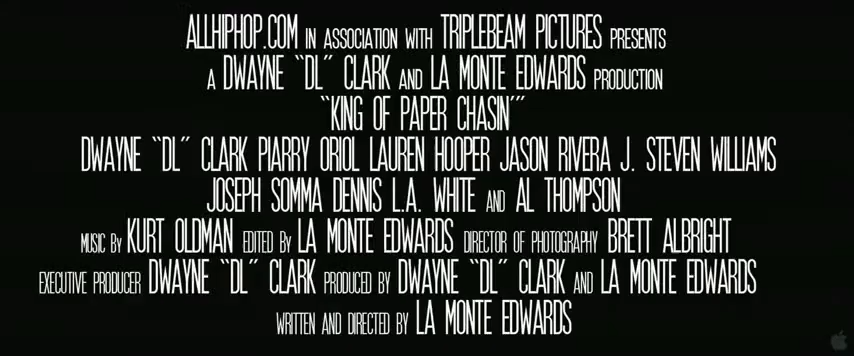 ALLHIPHOP.COM IN ASSOCIATION WITH TRIPLEBEAM PICTURES PRESENTS
A DWAYNE "DL" CLARK AND LA MONTE EDWARDS PRODUCTION
"KING OF PAPER CHASIN'"
DWAYNE "DL" CLARK PIARRY ORIOL LAUREN HOOPER JASON RIVERA J. STEVEN WILLIAMS
JOSEPH SOMMA DENNIS L.A. WHITE AND AL THOMPSON
MUSIC BY KURT OLDMAN EDITED BY LA MONTE EDWARDS DIRECTOR OF PHOTOGRAPHY BRETT ALBRIGHT
EXECUTIVE PRODUCER DWAYNE "DL" CLARK PRODUCED BY DWAYNE "DL" CLARK AND LA MONTE EDWARDS
WRITTEN AND DIRECTED BY LA MONTE EDWARDS